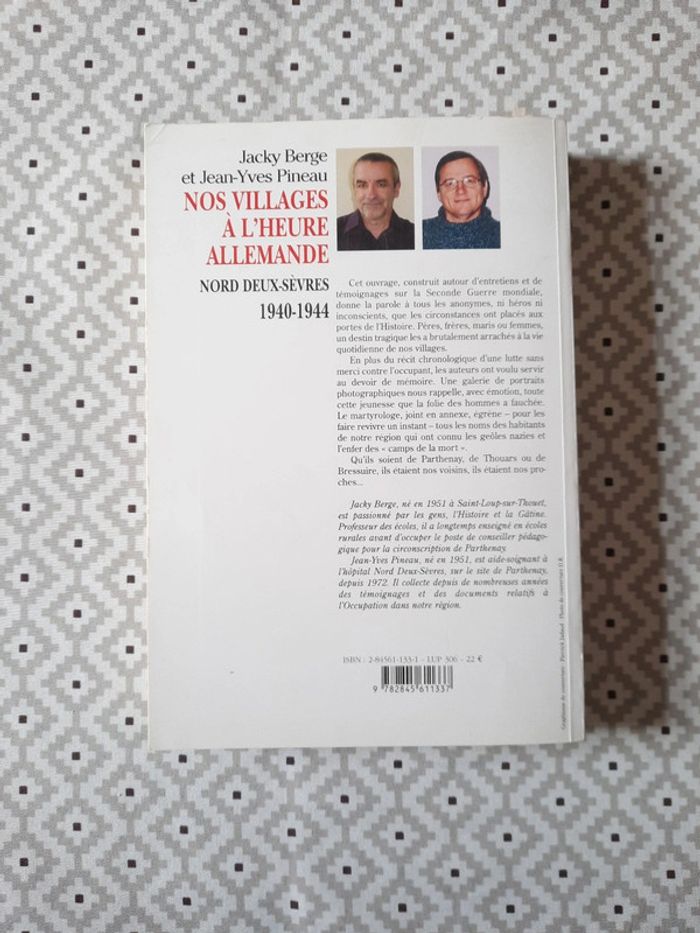 Jacky Berge
et Jean-Yves Pineau
NOS VILLAGES
À L'HEURE
ALLEMANDE
NORD DEUX-SÈVRES
1940-1944
Cet ouvrage, construit autour d'entretiens et de
témoignages sur la Seconde Guerre mondiale,
donne la parole à tous les anonymes, ni héros ni
inconscients, que les circonstances ont placés aux
portes de l'Histoire. Pères, frères, maris ou femmes,
un destin tragique les a brutalement arrachés à la vie
quotidienne de nos villages.
En plus du récit chronologique d'une lutte sans
merci contre l'occupant, les auteurs ont voulu servir
au devoir de mémoire. Une galerie de portraits
photographiques nous rappelle, avec émotion, toute
cette jeunesse que la folie des hommes a fauchée.
Le martyrologe, joint en annexe, égrène – pour les
faire revivre un instant – tous les noms des habitants
de notre région qui ont connu les geôles nazies et
l'enfer des « camps de la mort ».
Qu'ils soient de Parthenay, de Thouars ou de
Bressuire, ils étaient nos voisins, ils étaient nos pro-
ches...
Jacky Berge, né en 1951 à Saint-Loup-sur-Thouet,
est passionné par les gens, l'Histoire et la Gâtine.
Professeur des écoles, il a longtemps enseigné en écoles
rurales avant d'occuper le poste de conseiller pédago-
gique pour la circonscription de Parthenay.
Jean-Yves Pineau, né en 1951, est aide-soignant à
l'hôpital Nord Deux-Sèvres, sur le site de Parthenay,
depuis 1972. Il collecte depuis de nombreuses années
des témoignages et des documents relatifs à
l'Occupation dans notre région.
ISBN : 2-84561-133-1 – LUP 306 – 22 €
9 782845 611337
Graphisme de couverture : Patrick Jadaud Photo de couverture D.R.